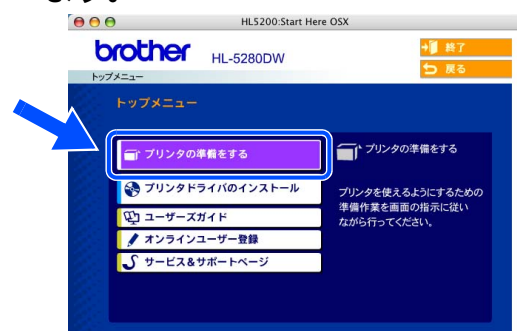 ます。
HL5200:Start Here OSX
brother HL-5280DW
終了
戻る
トップメニュー
トップメニュー
プリンタの準備をする
プリンタドライバのインストール
ユーザーズガイド
オンラインユーザー登録
サービス&サポートページ
プリンタの準備をする
プリンタを使えるようにするための
準備作業を画面の指示に従い
ながら行ってください。